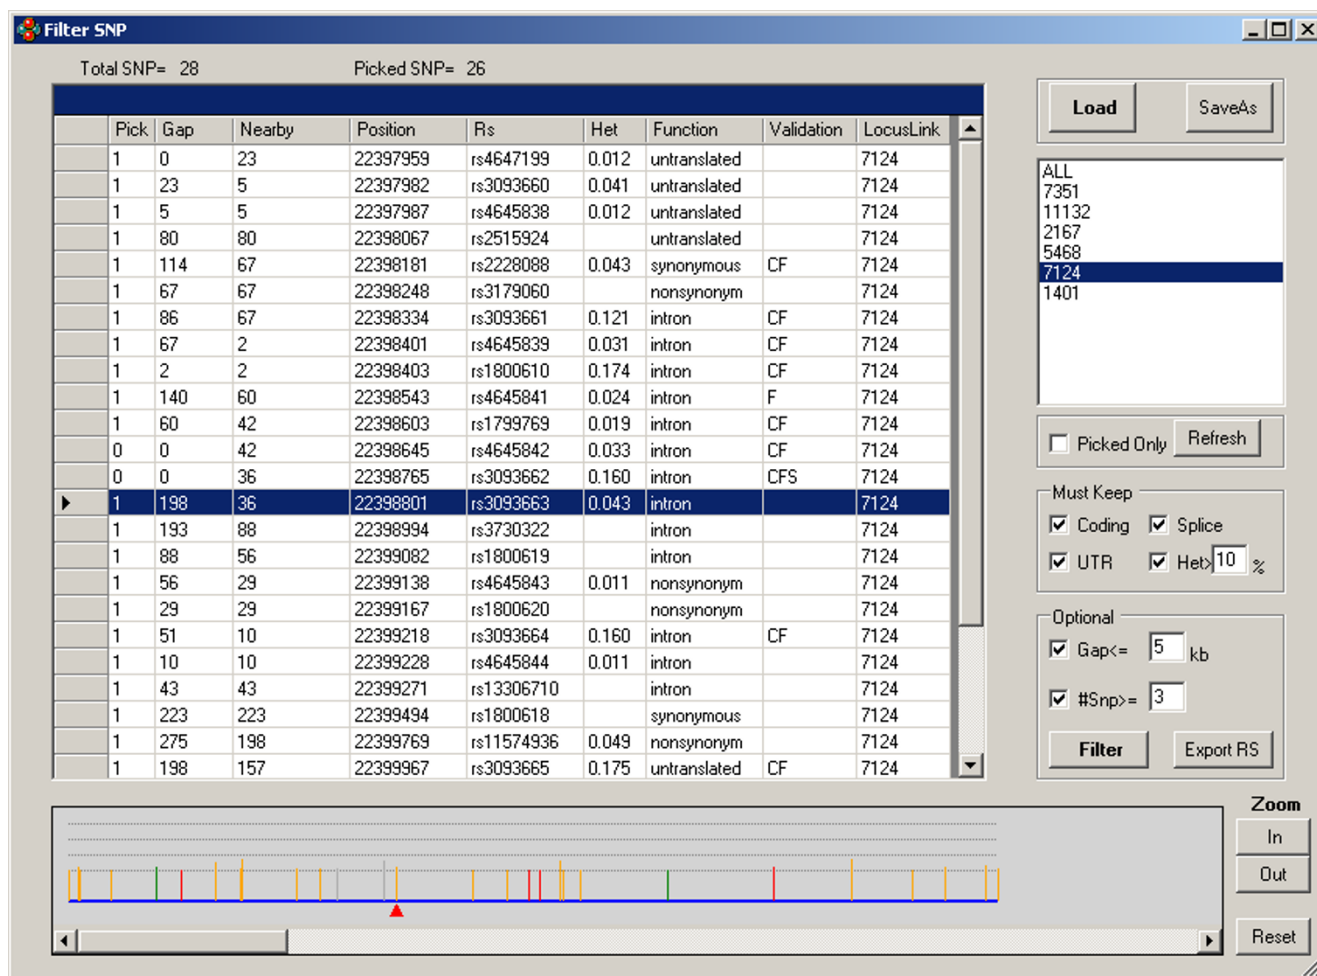 Filter SNP
Total SNP= 28 Picked SNP= 26
Pick Gap Nearby Position Rs Het Function Validation LocusLink
1 0 23 22397959 rs4647199 0.012 untranslated 7124
1 23 5 22397982 rs3093660 0.041 untranslated 7124
1 5 5 22397987 rs4645838 0.012 untranslated 7124
1 80 80 22398067 rs2515924 untranslated 7124
1 114 67 22398181 rs2228088 0.043 synonymous CF 7124
1 67 67 22398248 rs3179060 nonsynonym 7124
1 86 67 22398334 rs3093661 0.121 intron CF 7124
1 67 2 22398401 rs4645839 0.031 intron CF 7124
1 2 2 22398403 rs1800610 0.174 intron CF 7124
1 140 60 22398543 rs4645841 0.024 intron F 7124
1 60 42 22398603 rs1799769 0.019 intron CF 7124
0 0 42 22398645 rs4645842 0.033 intron CF 7124
0 0 36 22398765 rs3093662 0.160 intron CFS 7124
1 198 36 22398801 rs3093663 0.043 intron 7124
1 193 88 22398994 rs3730322 intron 7124
1 88 56 22399082 rs1800619 intron 7124
1 56 29 22399138 rs4645843 0.011 nonsynonym 7124
1 29 29 22399167 rs1800620 nonsynonym 7124
1 51 10 22399218 rs3093664 0.160 intron CF 7124
1 10 10 22399228 rs4645844 0.011 intron 7124
1 43 43 22399271 rs13306710 intron 7124
1 223 223 22399494 rs1800618 synonymous 7124
1 275 198 22399769 rs11574936 0.049 nonsynonym 7124
1 198 157 22399967 rs3093665 0.175 untranslated CF 7124
Load SaveAs
ALL
7351
11132
2167
5468
7124
1401
Picked Only Refresh
Must Keep
Coding Splice
UTR Het> 10 %
Optional
Gap<= 5 kb
#Snp>= 3
Filter Export RS
Zoom
In
Out
Reset